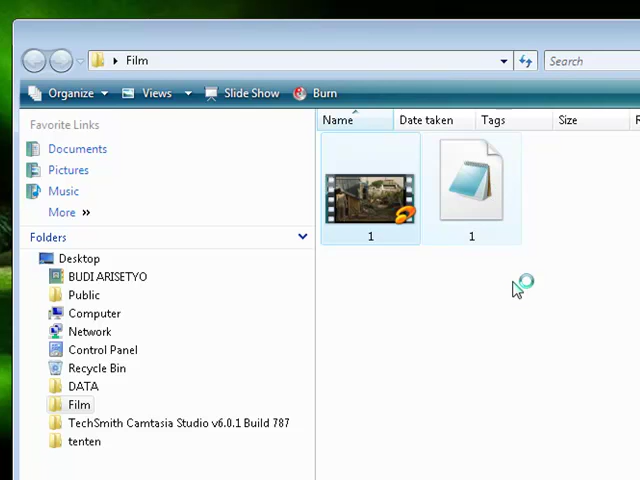 Film
Search
Organize Views Slide Show Burn
Favorite Links
Documents
Pictures
Music
More »
Folders
Desktop
BUDI ARISETYO
Public
Computer
Network
Control Panel
Recycle Bin
DATA
Film
TechSmith Camtasia Studio v6.0.1 Build 787
tenten
Name Date taken Tags Size R
1 1